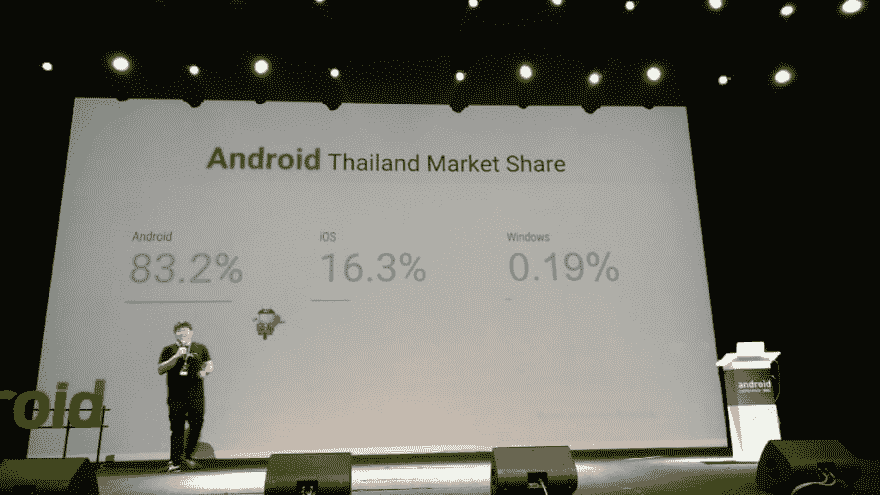 Android Thailand Market Share
Android
iOS
Windows
83.2%
16.3%
0.19%
roid
android